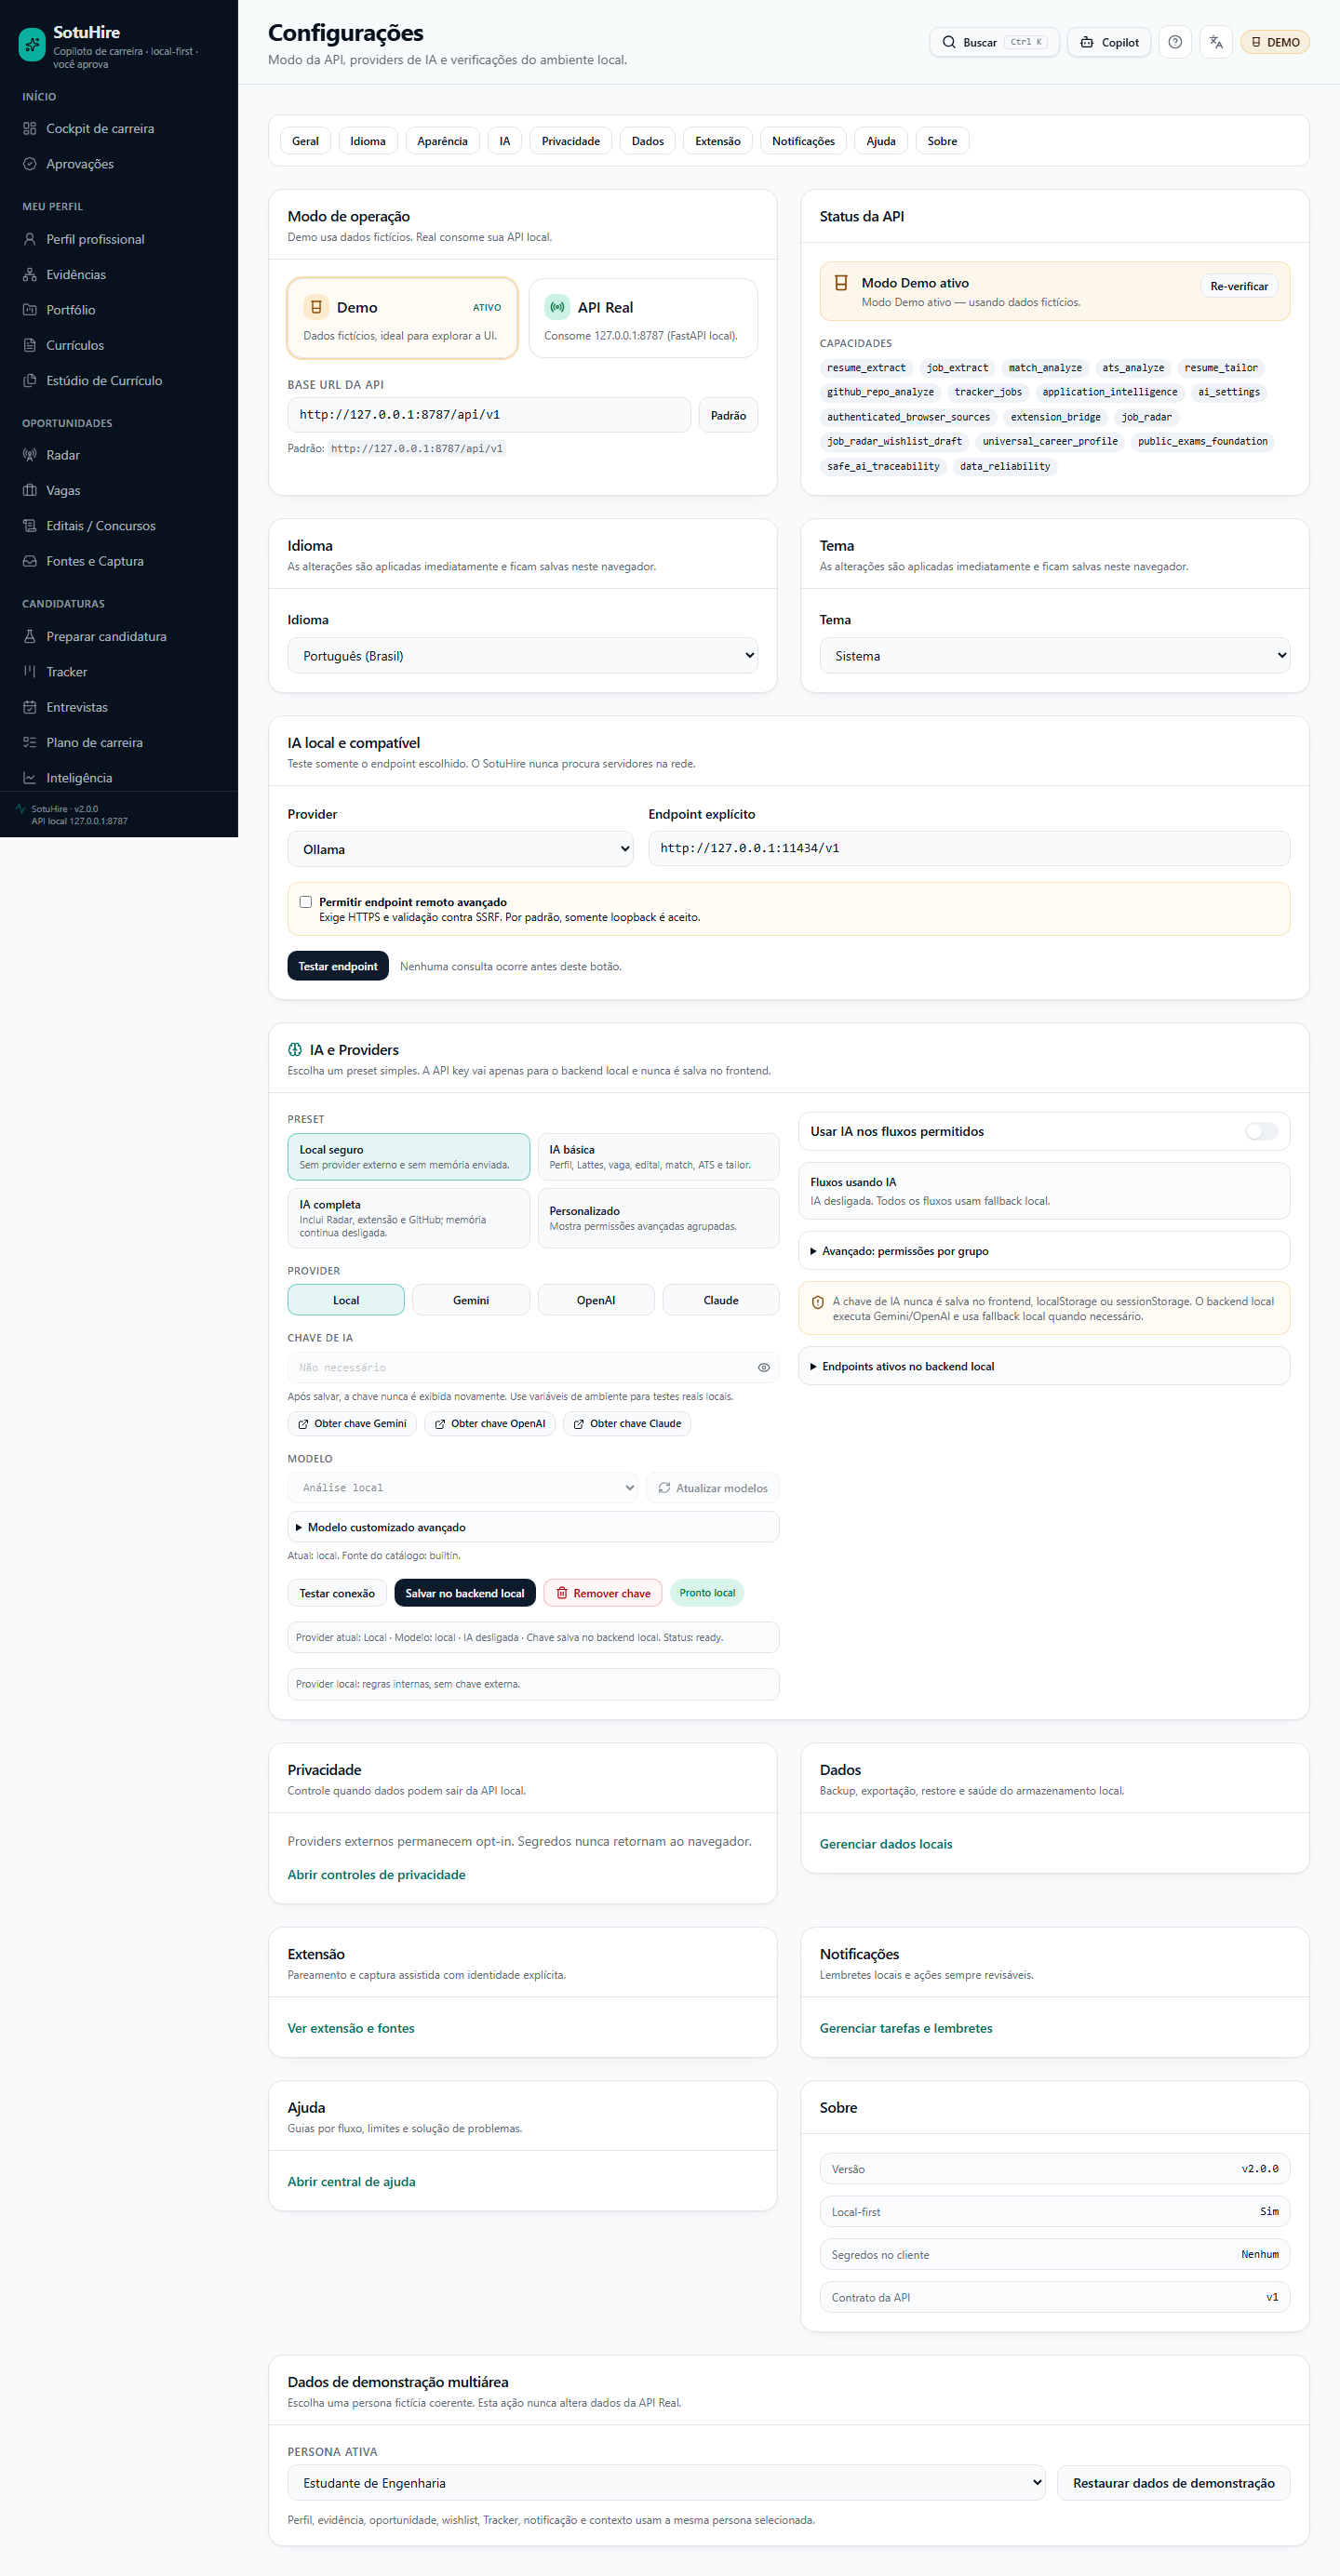 SotuHire
Copiloto de carreira · local-first ·
você aprova
INÍCIO
Cockpit de carreira
Aprovações
MEU PERFIL
Perfil profissional
Evidências
Portfólio
Currículos
Estúdio de Currículo
OPORTUNIDADES
Radar
Vagas
Editais / Concursos
Fontes e Captura
CANDIDATURAS
Preparar candidatura
Tracker
Entrevistas
Plano de carreira
Inteligência
SotuHire · v2.0.0
API local 127.0.0.1:8787
Configurações
Modo da API, providers de IA e verificações do ambiente local.
Buscar Ctrl K
Copilot
DEMO
Geral Idioma Aparência IA Privacidade Dados Extensão Notificações Ajuda Sobre
Modo de operação
Demo usa dados fictícios. Real consome sua API local.
Demo ATIVO
Dados fictícios, ideal para explorar a UI.
API Real
Consome 127.0.0.1:8787 (FastAPI local).
BASE URL DA API
http://127.0.0.1:8787/api/v1 Padrão
Padrão: http://127.0.0.1:8787/api/v1
Status da API
Modo Demo ativo
Modo Demo ativo — usando dados fictícios.
Re-verificar
CAPACIDADES
resume_extract job_extract match_analyze ats_analyze resume_tailor
github_repo_analyze tracker_jobs application_intelligence ai_settings
authenticated_browser_sources extension_bridge job_radar
job_radar_wishlist_draft universal_career_profile public_exams_foundation
safe_ai_traceability data_reliability
Idioma
As alterações são aplicadas imediatamente e ficam salvas neste navegador.
Idioma
Português (Brasil)
Tema
As alterações são aplicadas imediatamente e ficam salvas neste navegador.
Tema
Sistema
IA local e compatível
Teste somente o endpoint escolhido. O SotuHire nunca procura servidores na rede.
Provider
Ollama
Endpoint explícito
http://127.0.0.1:11434/v1
Permitir endpoint remoto avançado
Exige HTTPS e validação contra SSRF. Por padrão, somente loopback é aceito.
Testar endpoint Nenhuma consulta ocorre antes deste botão.
IA e Providers
Escolha um preset simples. A API key vai apenas para o backend local e nunca é salva no frontend.
PRESET
Local seguro
Sem provider externo e sem memória enviada.
IA básica
Perfil, Lattes, vaga, edital, match, ATS e tailor.
IA completa
Inclui Radar, extensão e GitHub; memória
continua desligada.
Personalizado
Mostra permissões avançadas agrupadas.
PROVIDER
Local Gemini OpenAI Claude
CHAVE DE IA
Não necessário
Após salvar, a chave nunca é exibida novamente. Use variáveis de ambiente para testes reais locais.
Obter chave Gemini Obter chave OpenAI Obter chave Claude
MODELO
Análise local Atualizar modelos
Modelo customizado avançado
Atual: local. Fonte do catálogo: builtin.
Testar conexão Salvar no backend local Remover chave Pronto local
Provider atual: Local · Modelo: local · IA desligada · Chave salva no backend local. Status: ready.
Provider local: regras internas, sem chave externa.
Usar IA nos fluxos permitidos
Fluxos usando IA
IA desligada. Todos os fluxos usam fallback local.
Avançado: permissões por grupo
A chave de IA nunca é salva no frontend, localStorage ou sessionStorage. O backend local
executa Gemini/OpenAI e usa fallback local quando necessário.
Endpoints ativos no backend local
Privacidade
Controle quando dados podem sair da API local.
Providers externos permanecem opt-in. Segredos nunca retornam ao navegador.
Abrir controles de privacidade
Dados
Backup, exportação, restore e saúde do armazenamento local.
Gerenciar dados locais
Extensão
Pareamento e captura assistida com identidade explícita.
Ver extensão e fontes
Notificações
Lembretes locais e ações sempre revisáveis.
Gerenciar tarefas e lembretes
Ajuda
Guias por fluxo, limites e solução de problemas.
Abrir central de ajuda
Sobre
Versão v2.0.0
Local-first Sim
Segredos no cliente Nenhum
Contrato da API v1
Dados de demonstração multiárea
Escolha uma persona fictícia coerente. Esta ação nunca altera dados da API Real.
PERSONA ATIVA
Estudante de Engenharia Restaurar dados de demonstração
Perfil, evidência, oportunidade, wishlist, Tracker, notificação e contexto usam a mesma persona selecionada.